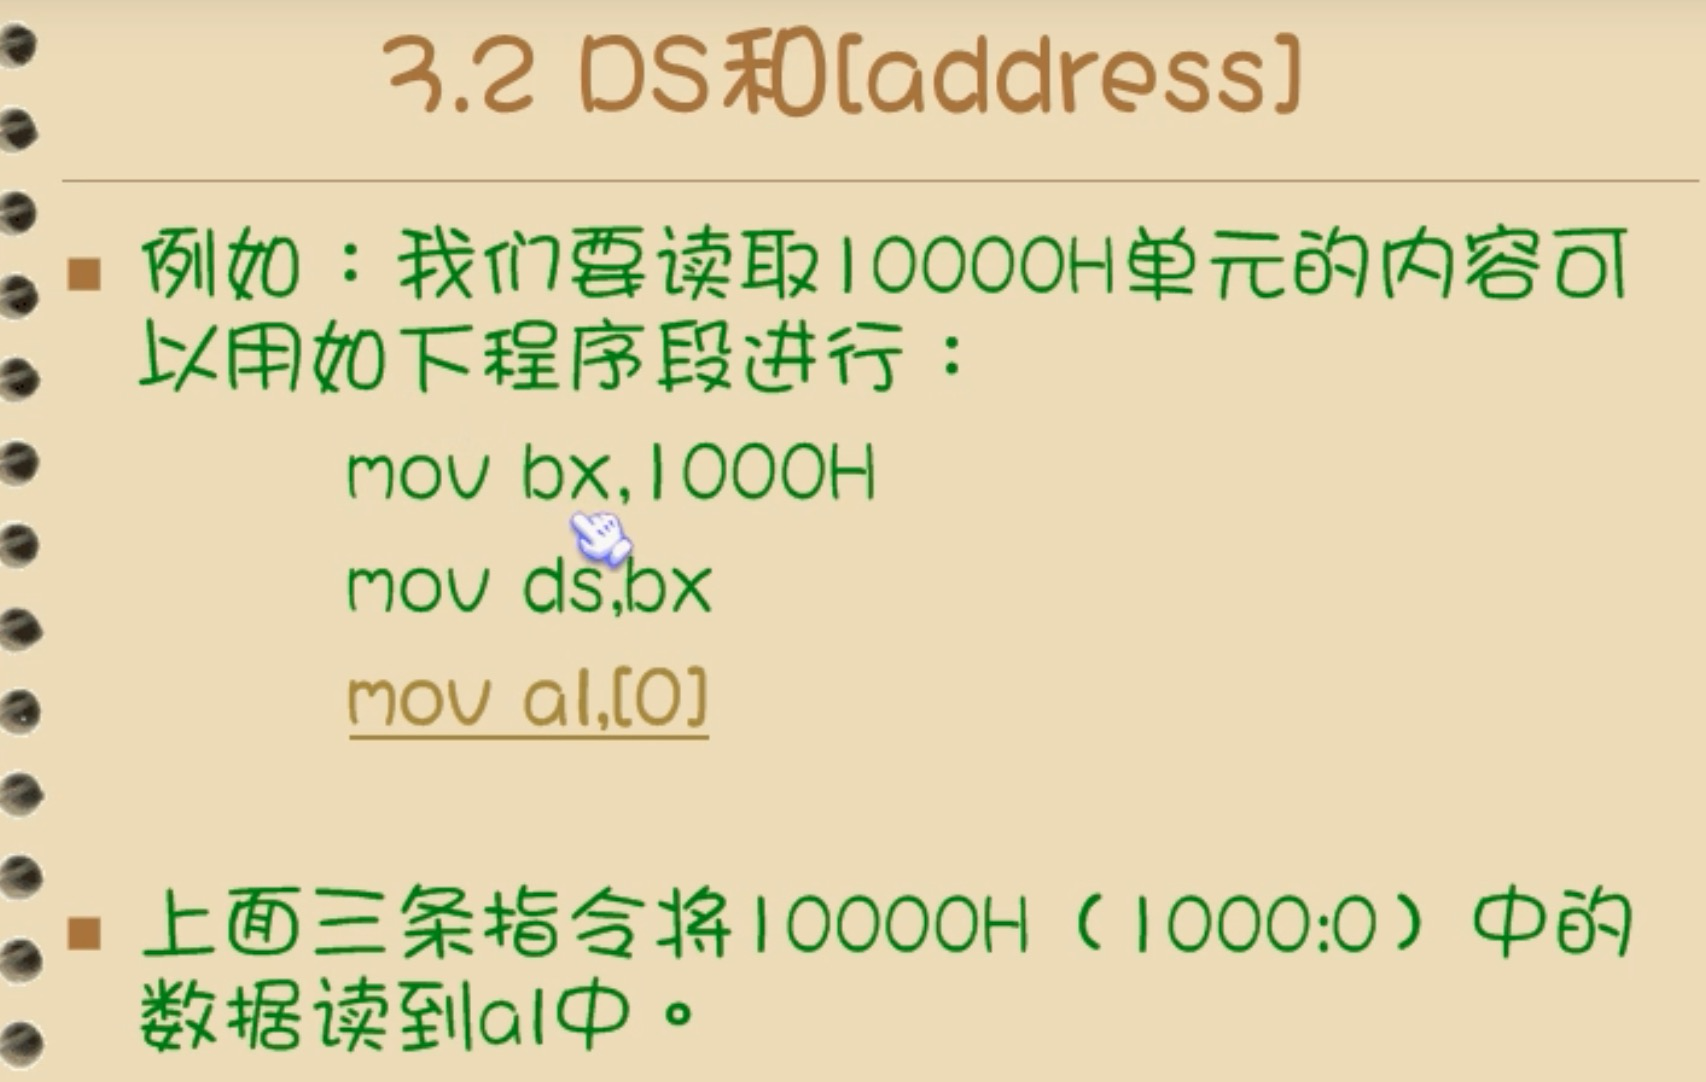 3.2 DS和[address]
例如：我们要读取10000H单元的内容可
以用如下程序段进行：
mov bx,1000H
mov ds,bx
mov al,[0]
上面三条指令将10000H（1000:0）中的
数据读到al中。